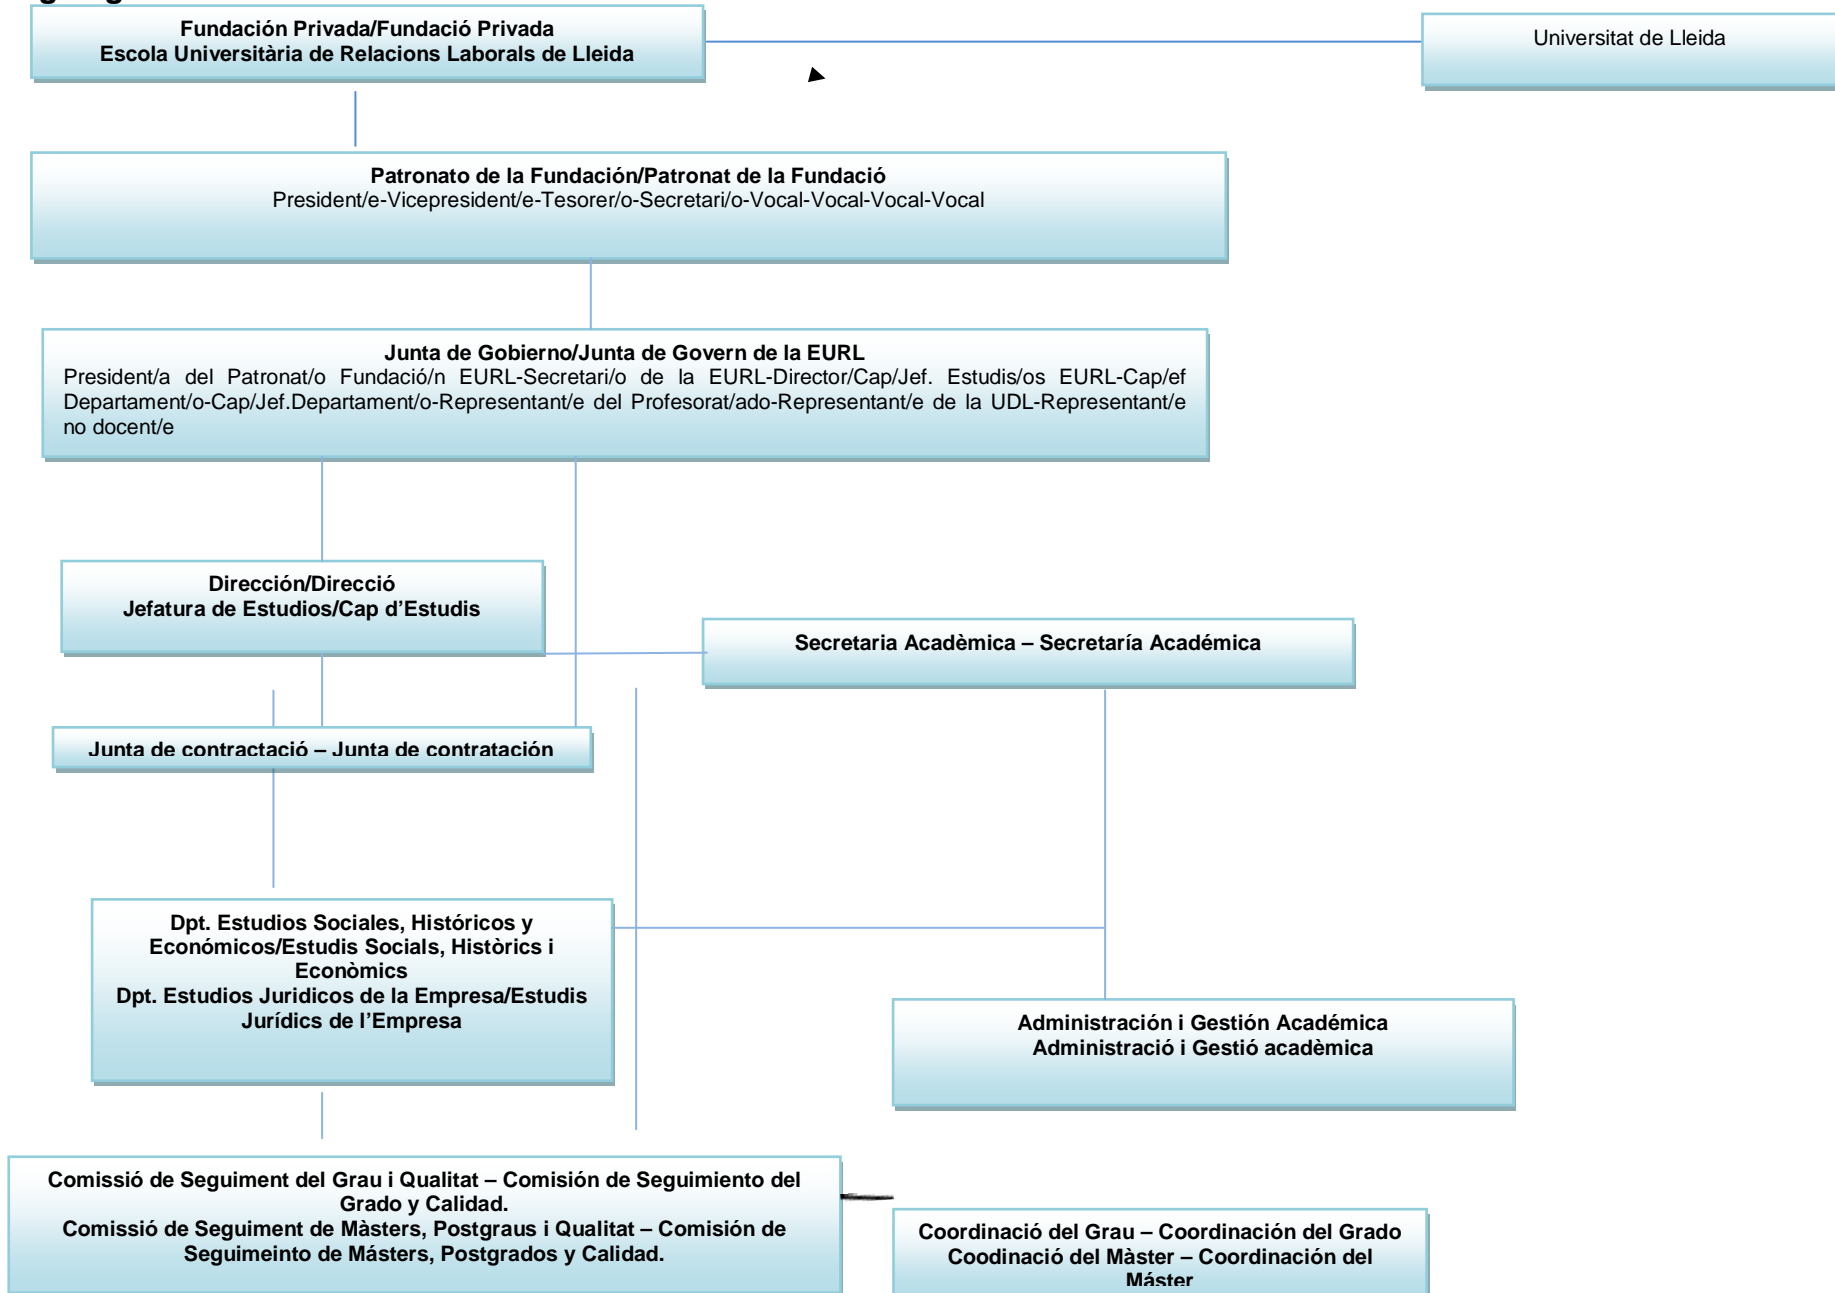 Fundación Privada/Fundació Privada
Escola Universitària de Relacions Laborals de Lleida
Universitat de Lleida
Patronato de la Fundación/Patronat de la Fundació
President/e-Vicepresident/e-Tesorer/o-Secretari/o-Vocal-Vocal-Vocal-Vocal
Junta de Gobierno/Junta de Govern de la EURL
President/a del Patronat/o Fundació/n EURL-Secretari/o de la EURL-Director/Cap/Jef. Estudis/os EURL-Cap/ef
Departament/o-Cap/Jef.Departament/o-Representant/e del Profesorat/ado-Representant/e de la UDL-Representant/e
no docent/e
Dirección/Direcció
Jefatura de Estudios/Cap d’Estudis
Secretaria Acadèmica – Secretaría Académica
Junta de contractació – Junta de contratación
Dpt. Estudios Sociales, Históricos y
Económicos/Estudis Socials, Històrics i
Econòmics
Dpt. Estudios Juridicos de la Empresa/Estudis
Jurídics de l’Empresa
Administración i Gestión Académica
Administració i Gestió acadèmica
Comissió de Seguiment del Grau i Qualitat – Comisión de Seguimiento del
Grado y Calidad.
Comissió de Seguiment de Màsters, Postgraus i Qualitat – Comisión de
Seguimeinto de Másters, Postgrados y Calidad.
Coordinació del Grau – Coordinación del Grado
Coodinació del Màster – Coordinación del
Máster